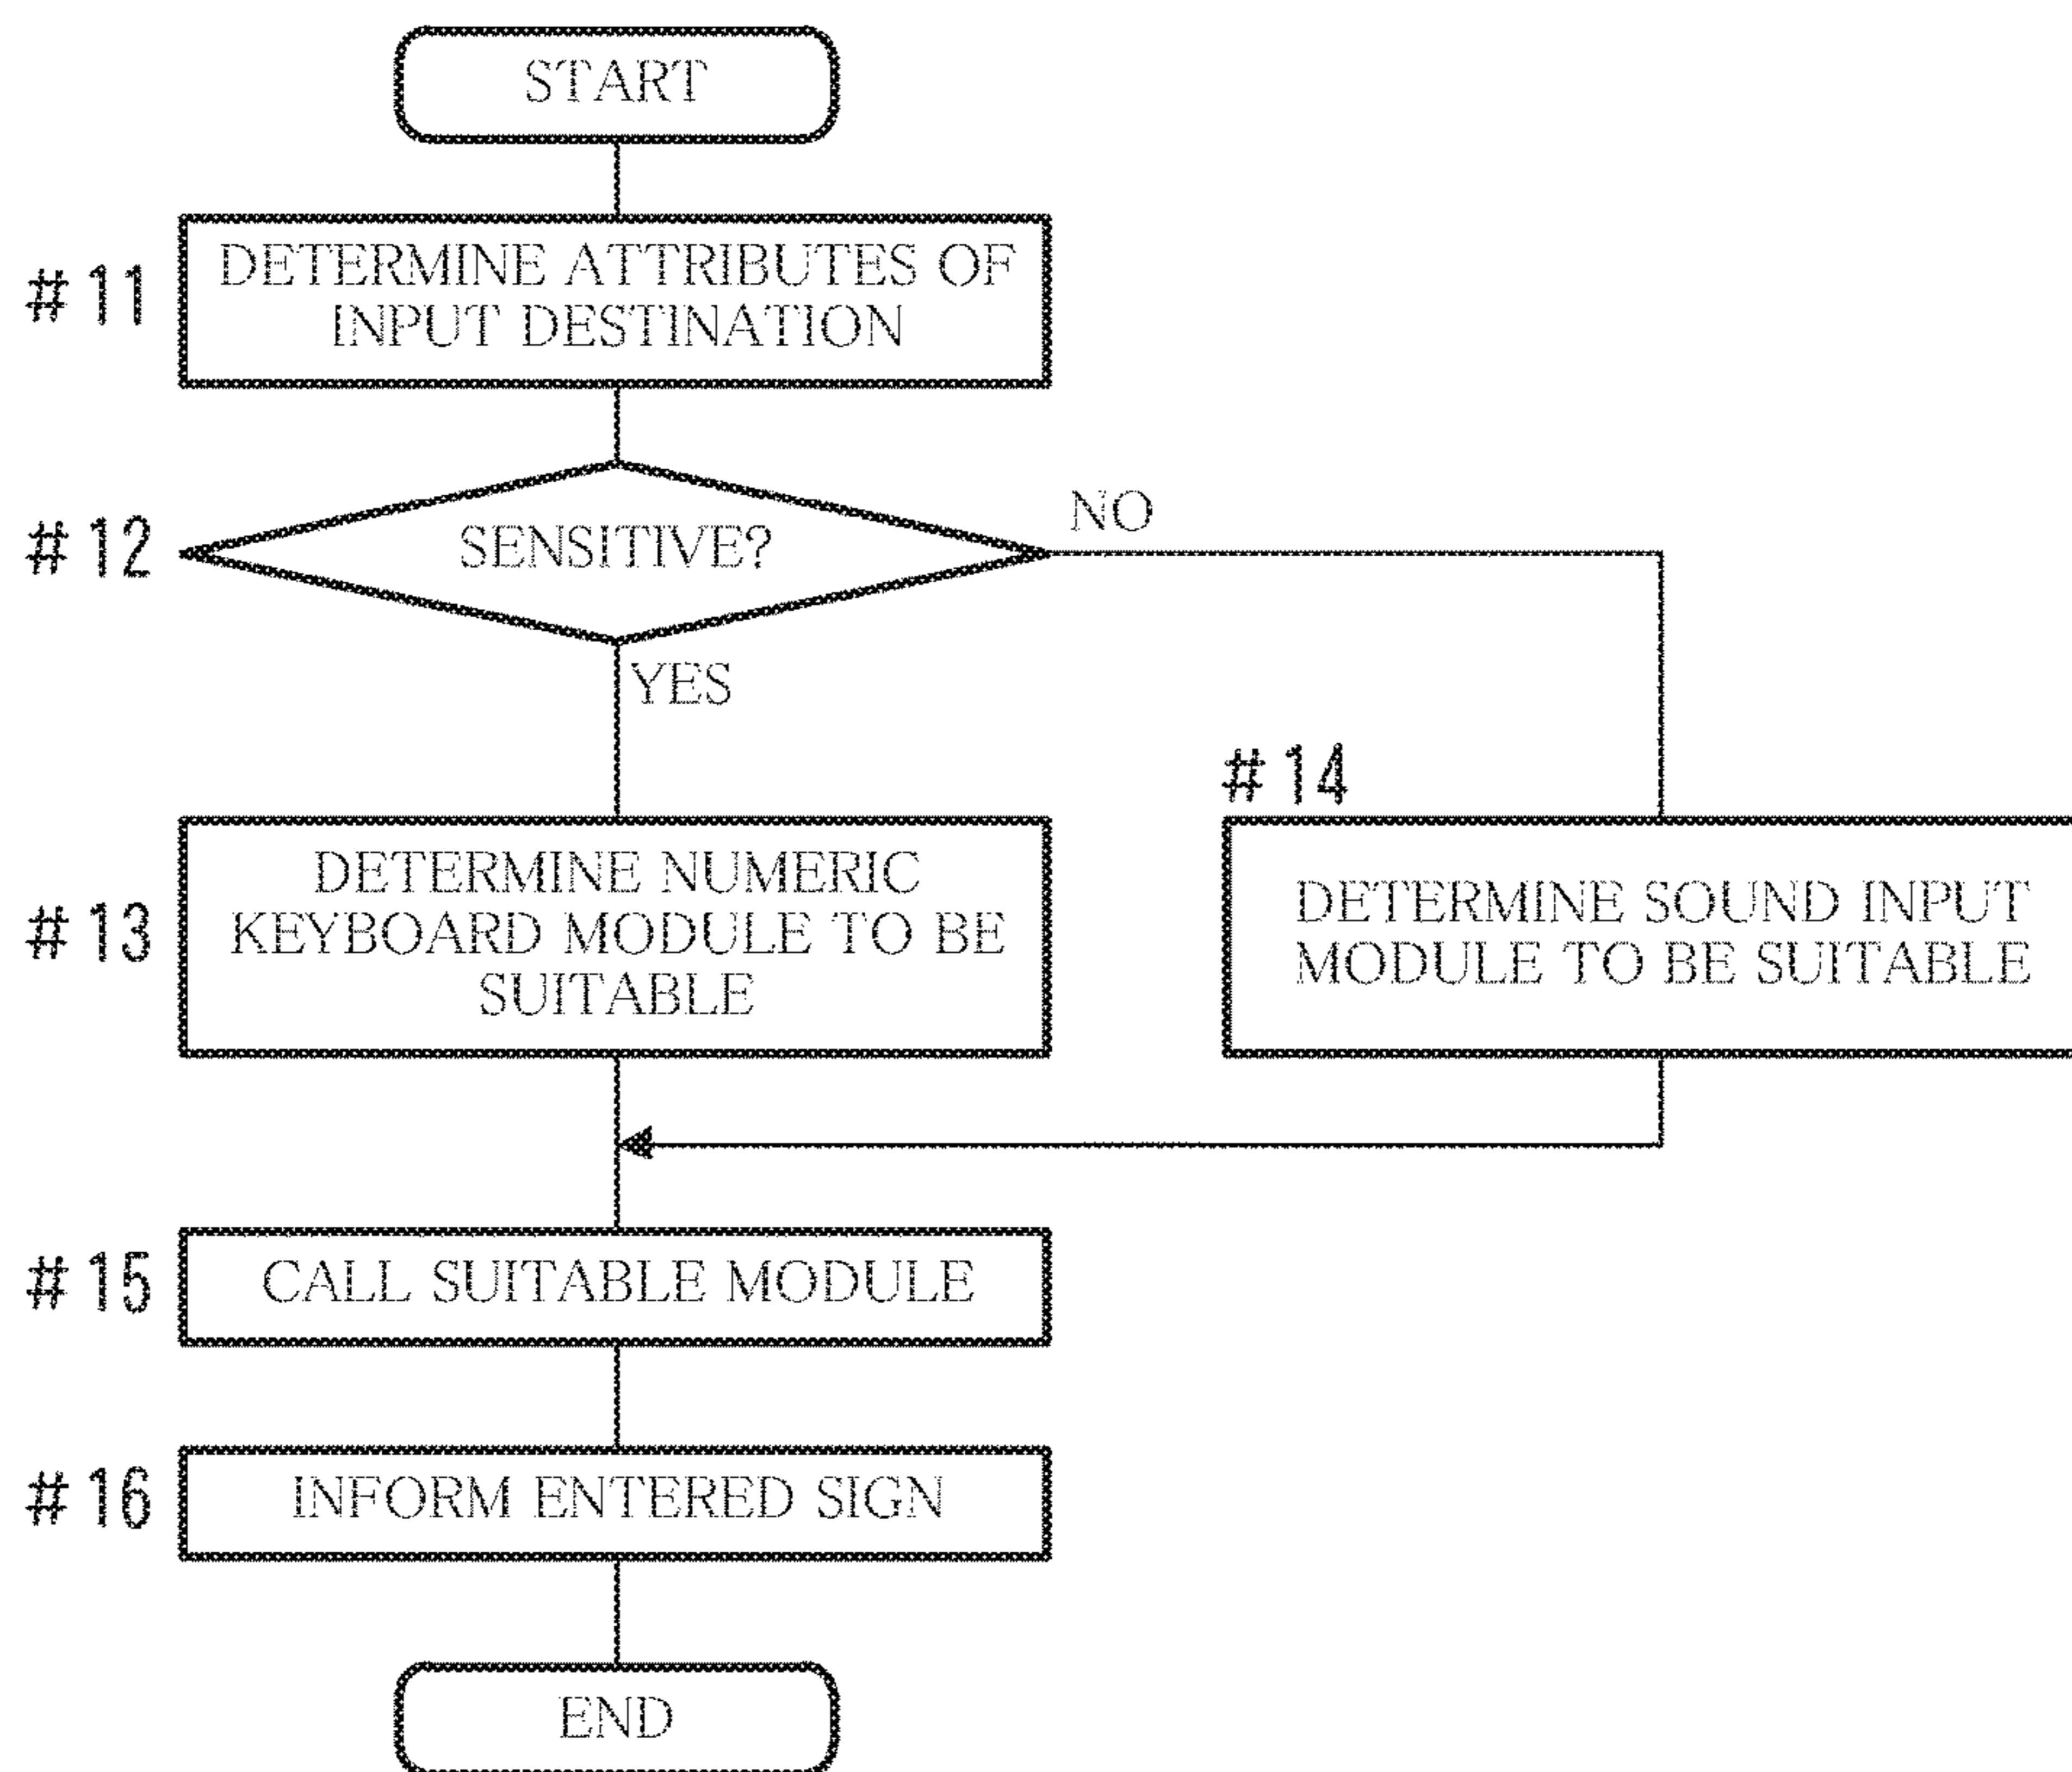 START
#11
DETERMINE ATTRIBUTES OF
INPUT DESTINATION
#12
SENSITIVE?
NO
YES
#13
DETERMINE NUMERIC
KEYBOARD MODULE TO BE
SUITABLE
#14
DETERMINE SOUND INPUT
MODULE TO BE SUITABLE
#15
CALL SUITABLE MODULE
#16
INFORM ENTERED SIGN
END